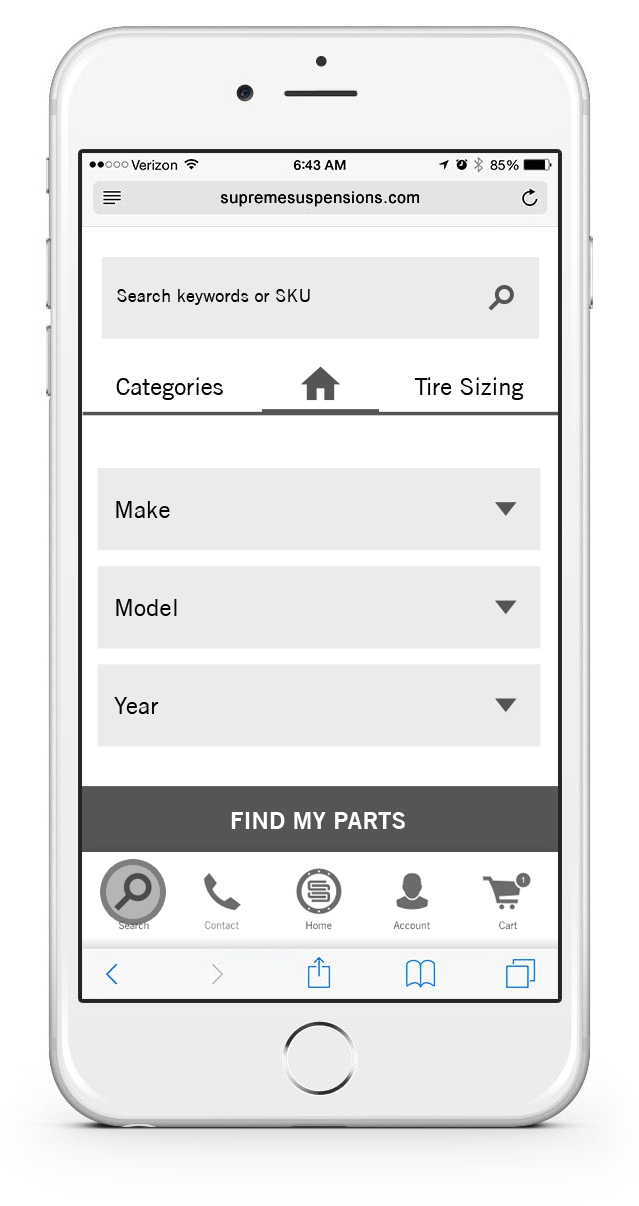 Verizon 6:43 AM 85%
supremesuspensions.com
Search keywords or SKU
Categories Tire Sizing
Make
Model
Year
FIND MY PARTS
1
Search Contact Home Account Cart